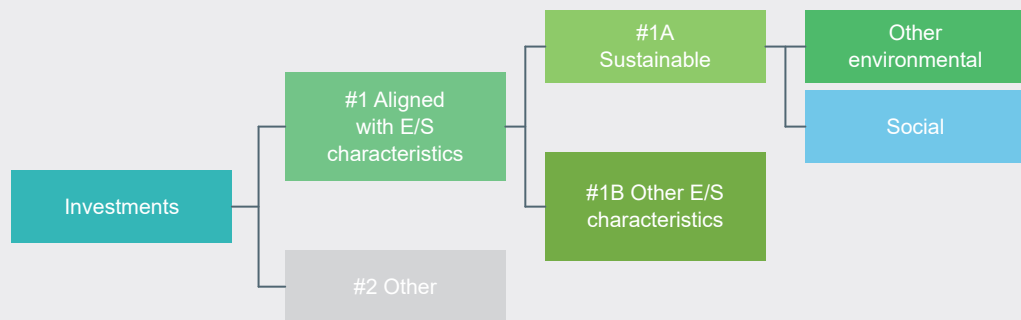 Investments
#1 Aligned
with E/S
characteristics
#2 Other
#1A
Sustainable
#1B Other E/S
characteristics
Other
environmental
Social